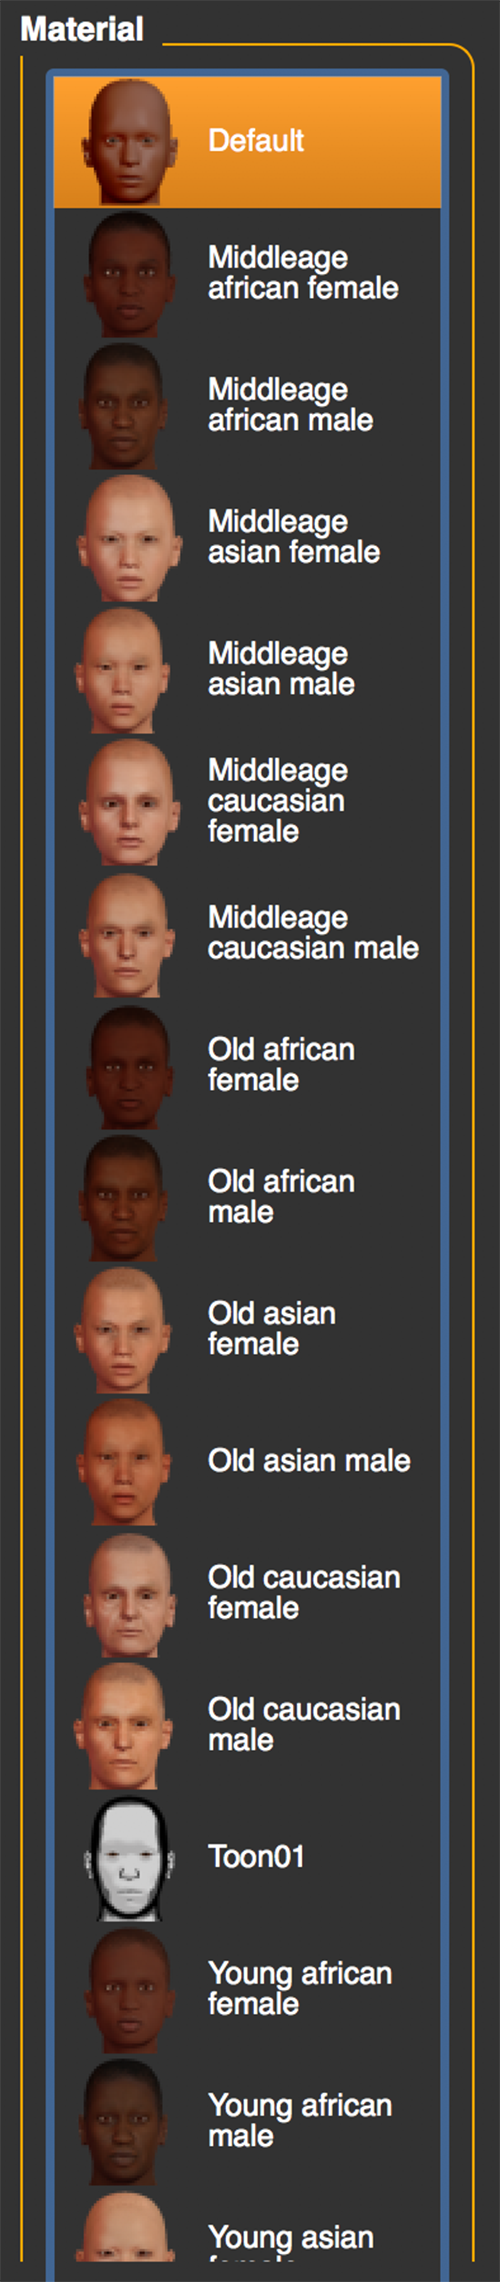 Material
Default
Middleage
african female
Middleage
african male
Middleage
asian female
Middleage
asian male
Middleage
caucasian
female
Middleage
caucasian male
Old african
female
Old african
male
Old asian
female
Old asian male
Old caucasian
female
Old caucasian
male
Toon01
Young african
female
Young african
male
Young asian